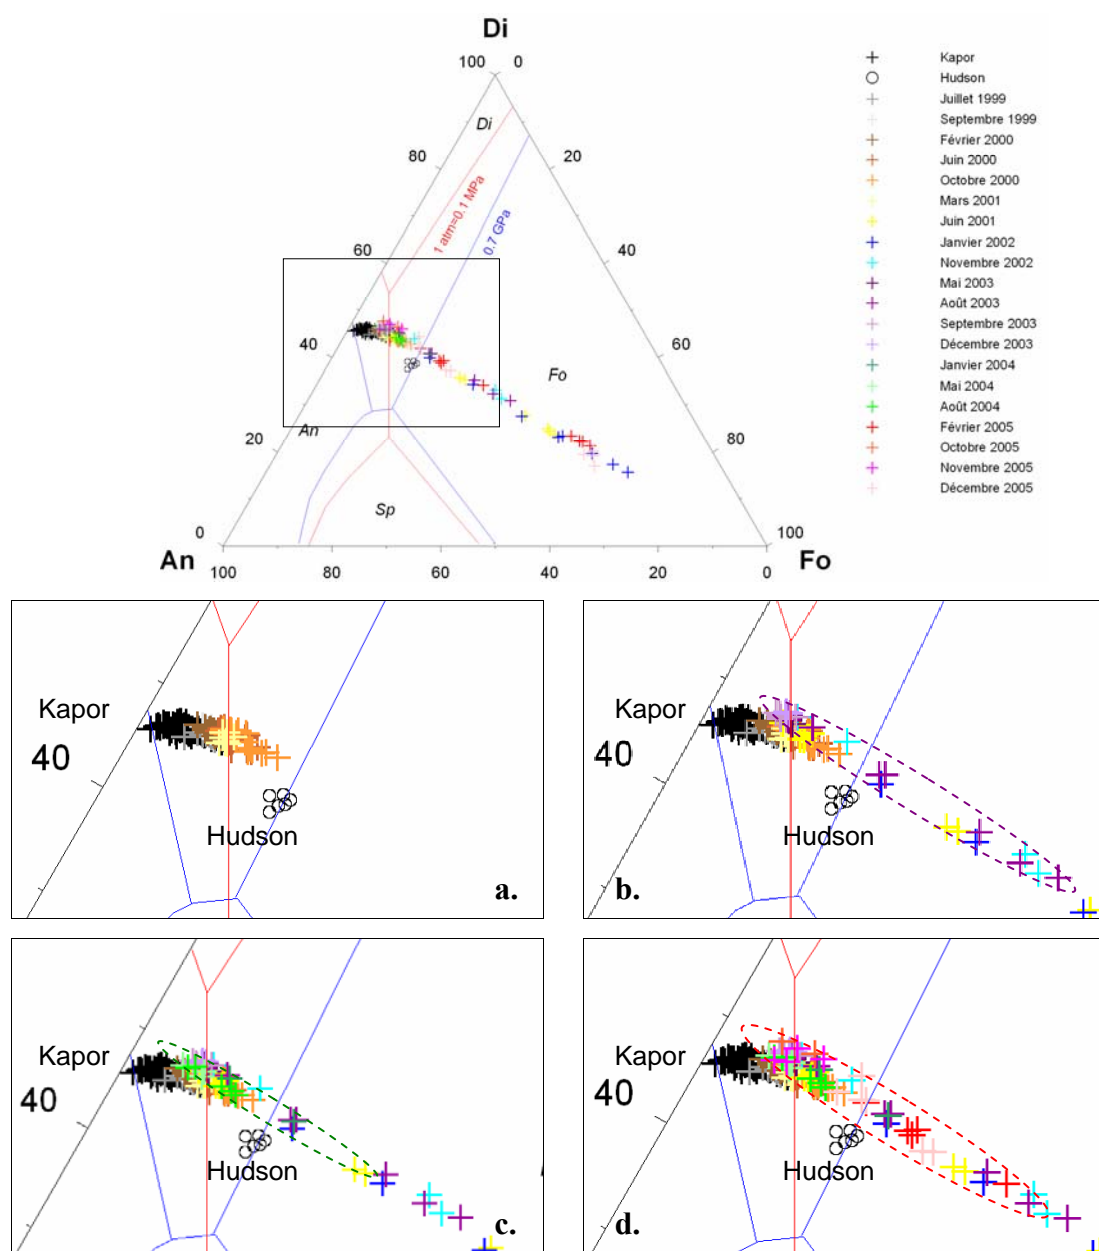 Di
100 0
Di
80
20
1 atm=0.1 MPa
0.7 GPa
60
40
40
60
Fo
An
20
80
Sp
0
100
An
Fo
100
80
60
40
20
0
Kapor
Hudson
Juillet 1999
Septembre 1999
Février 2000
Juin 2000
Octobre 2000
Mars 2001
Juin 2001
Janvier 2002
Novembre 2002
Mai 2003
Août 2003
Septembre 2003
Décembre 2003
Janvier 2004
Mai 2004
Août 2004
Février 2005
Octobre 2005
Novembre 2005
Décembre 2005
Kapor
40
Hudson
a.
Kapor
40
Hudson
b.
Kapor
40
Hudson
c.
Kapor
40
Hudson
d.